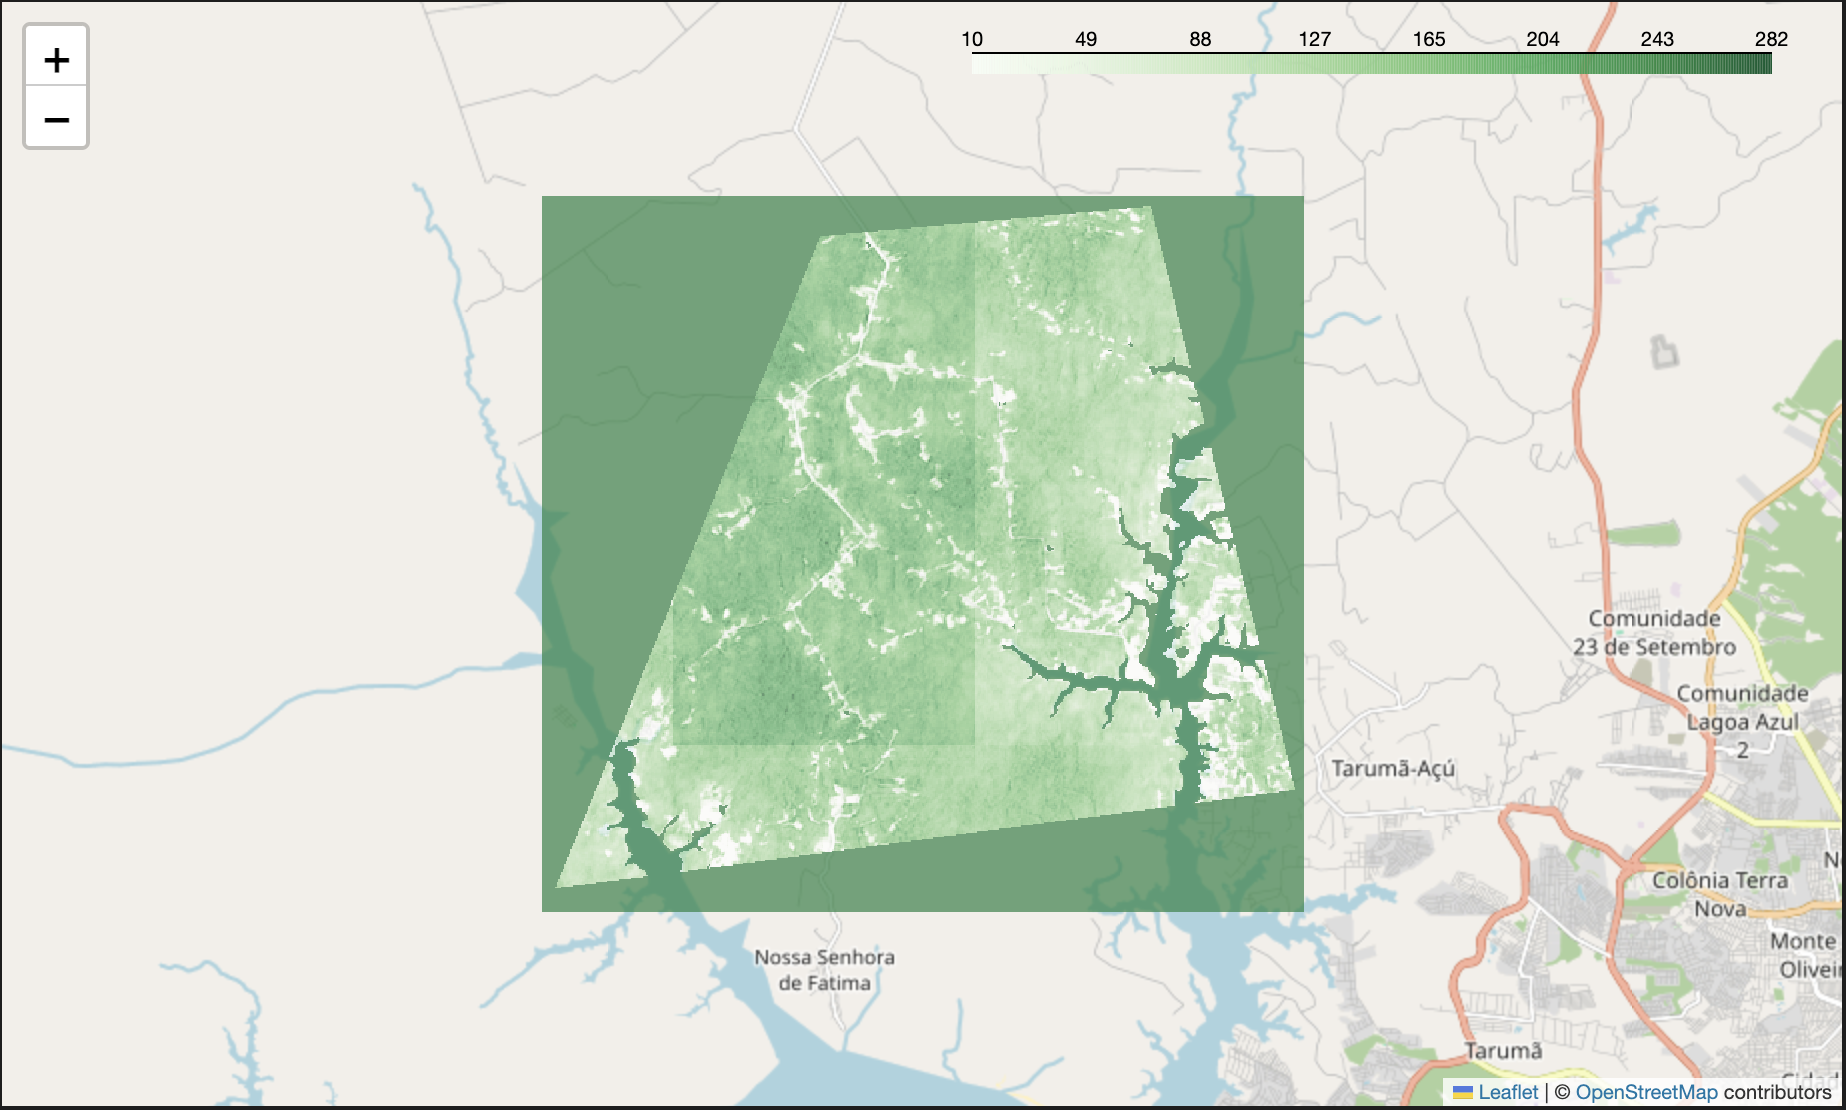 +
−
10 49 88 127 165 204 243 282
Comunidade
23 de Setembro
Comunidade
Lagoa Azul
2
Tarumã-Açú
Colônia Terra
Nova
Monte
Nossa Senhora
de Fatima
Tarumã
Leaflet | © OpenStreetMap contributors